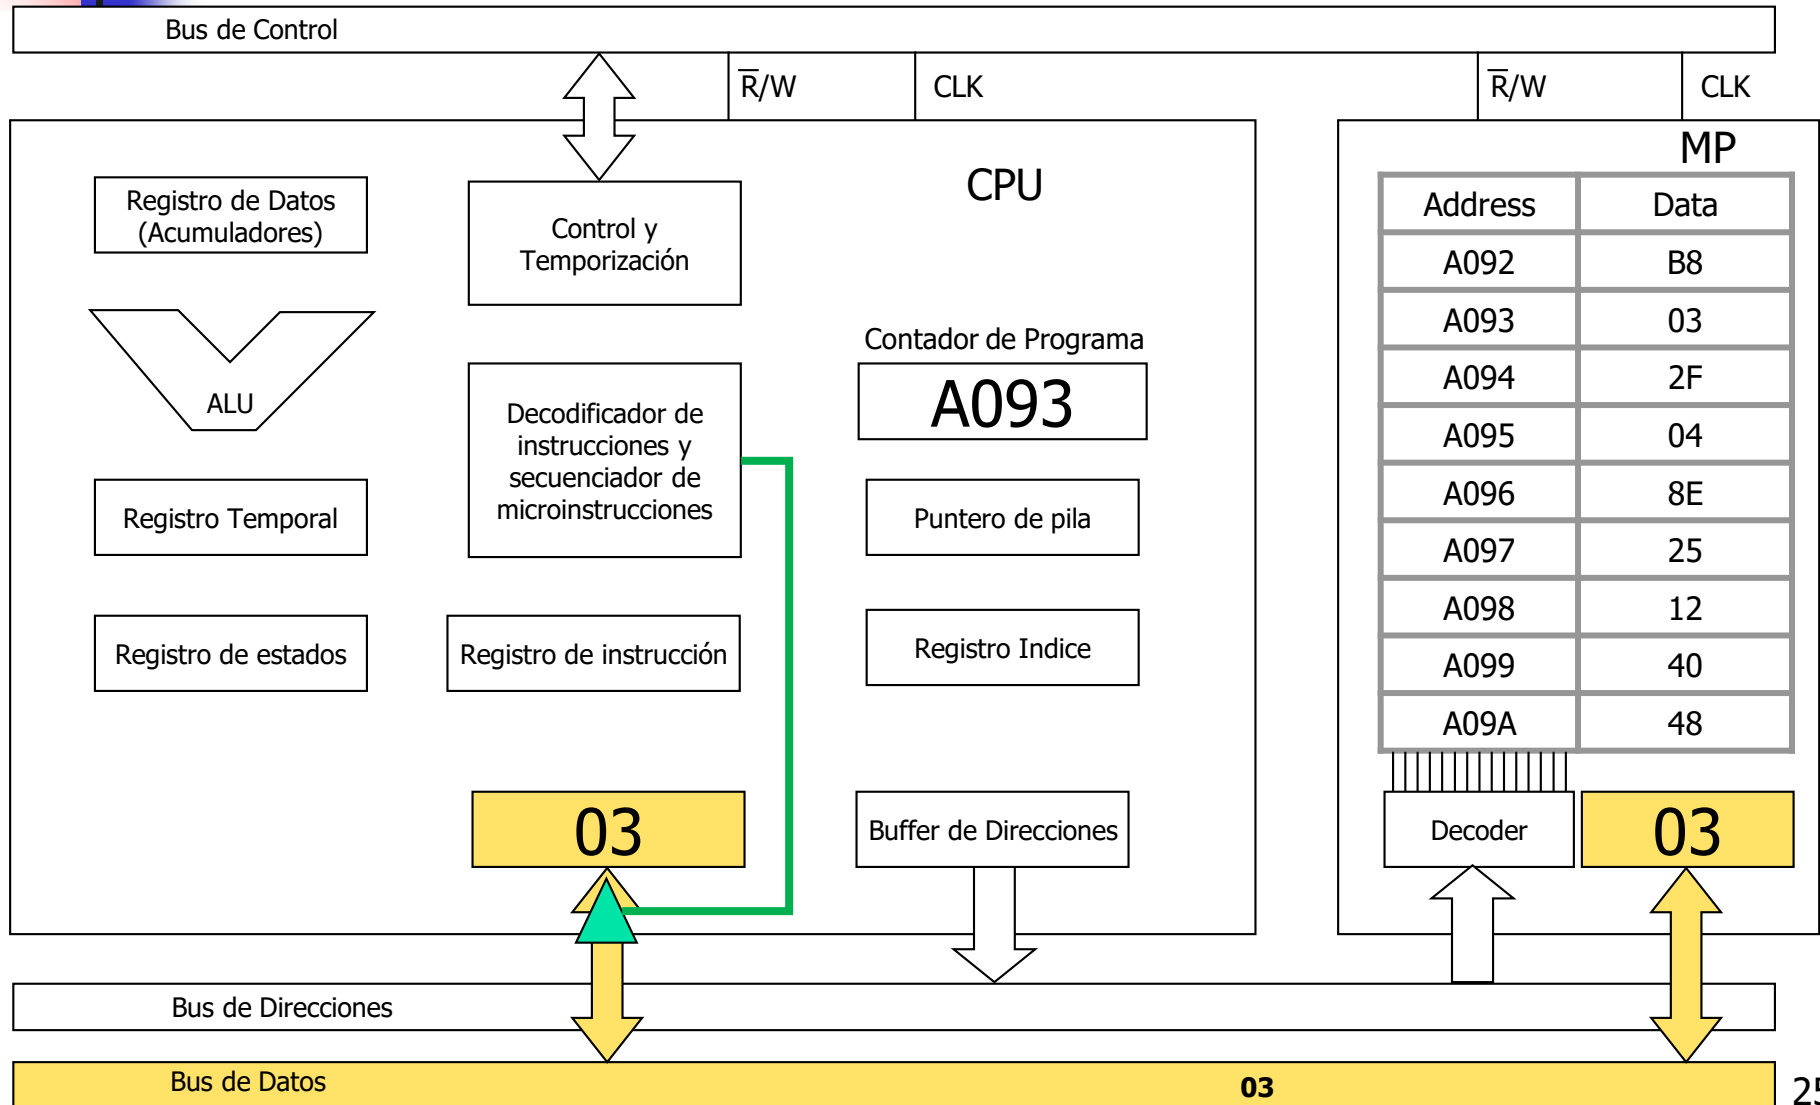 Bus de Control
R̅/W
CLK
R̅/W
CLK
CPU
Registro de Datos
(Acumuladores)
Control y
Temporización
ALU
Decodificador de
instrucciones y
secuenciador de
microinstrucciones
Contador de Programa
A093
Registro Temporal
Puntero de pila
Registro de estados
Registro de instrucción
Registro Indice
03
Buffer de Direcciones
MP
Address Data
A092 B8
A093 03
A094 2F
A095 04
A096 8E
A097 25
A098 12
A099 40
A09A 48
Decoder
03
Bus de Direcciones
Bus de Datos
03
25